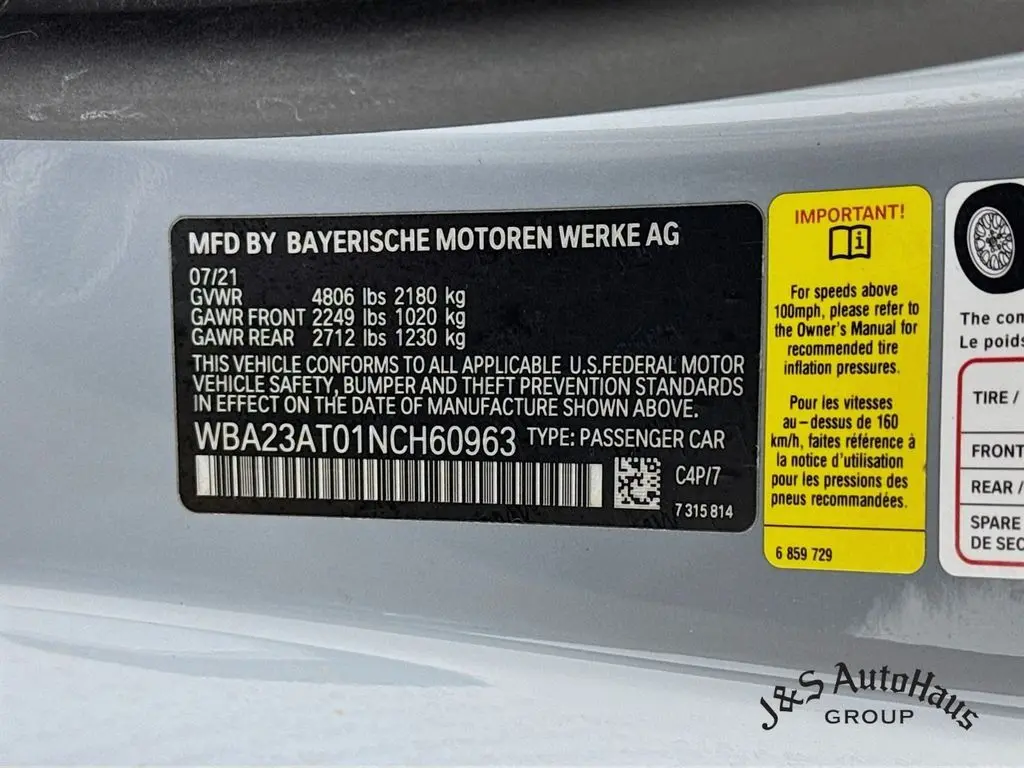 MFD BY BAYERISCHE MOTOREN WERKE AG
07/21
GVWR 4806 lbs 2180 kg
GAWR FRONT 2249 lbs 1020 kg
GAWR REAR 2712 lbs 1230 kg
THIS VEHICLE CONFORMS TO ALL APPLICABLE U.S.FEDERAL MOTOR
VEHICLE SAFETY, BUMPER AND THEFT PREVENTION STANDARDS
IN EFFECT ON THE DATE OF MANUFACTURE SHOWN ABOVE.
WBA23AT01NCH60963 TYPE: PASSENGER CAR
C4P/7
7 315 814
IMPORTANT!
For speeds above
100mph, please refer to
the Owner's Manual for
recommended tire
inflation pressures.
Pour les vitesses
au-dessus de 160
km/h, faites référence à
la notice d'utilisation
pour les pressions des
pneus recommandées.
6 859 729
The
Le poids
TIRE /
FRONT
REAR /
SPARE
DE
J&S AutoHaus
GROUP